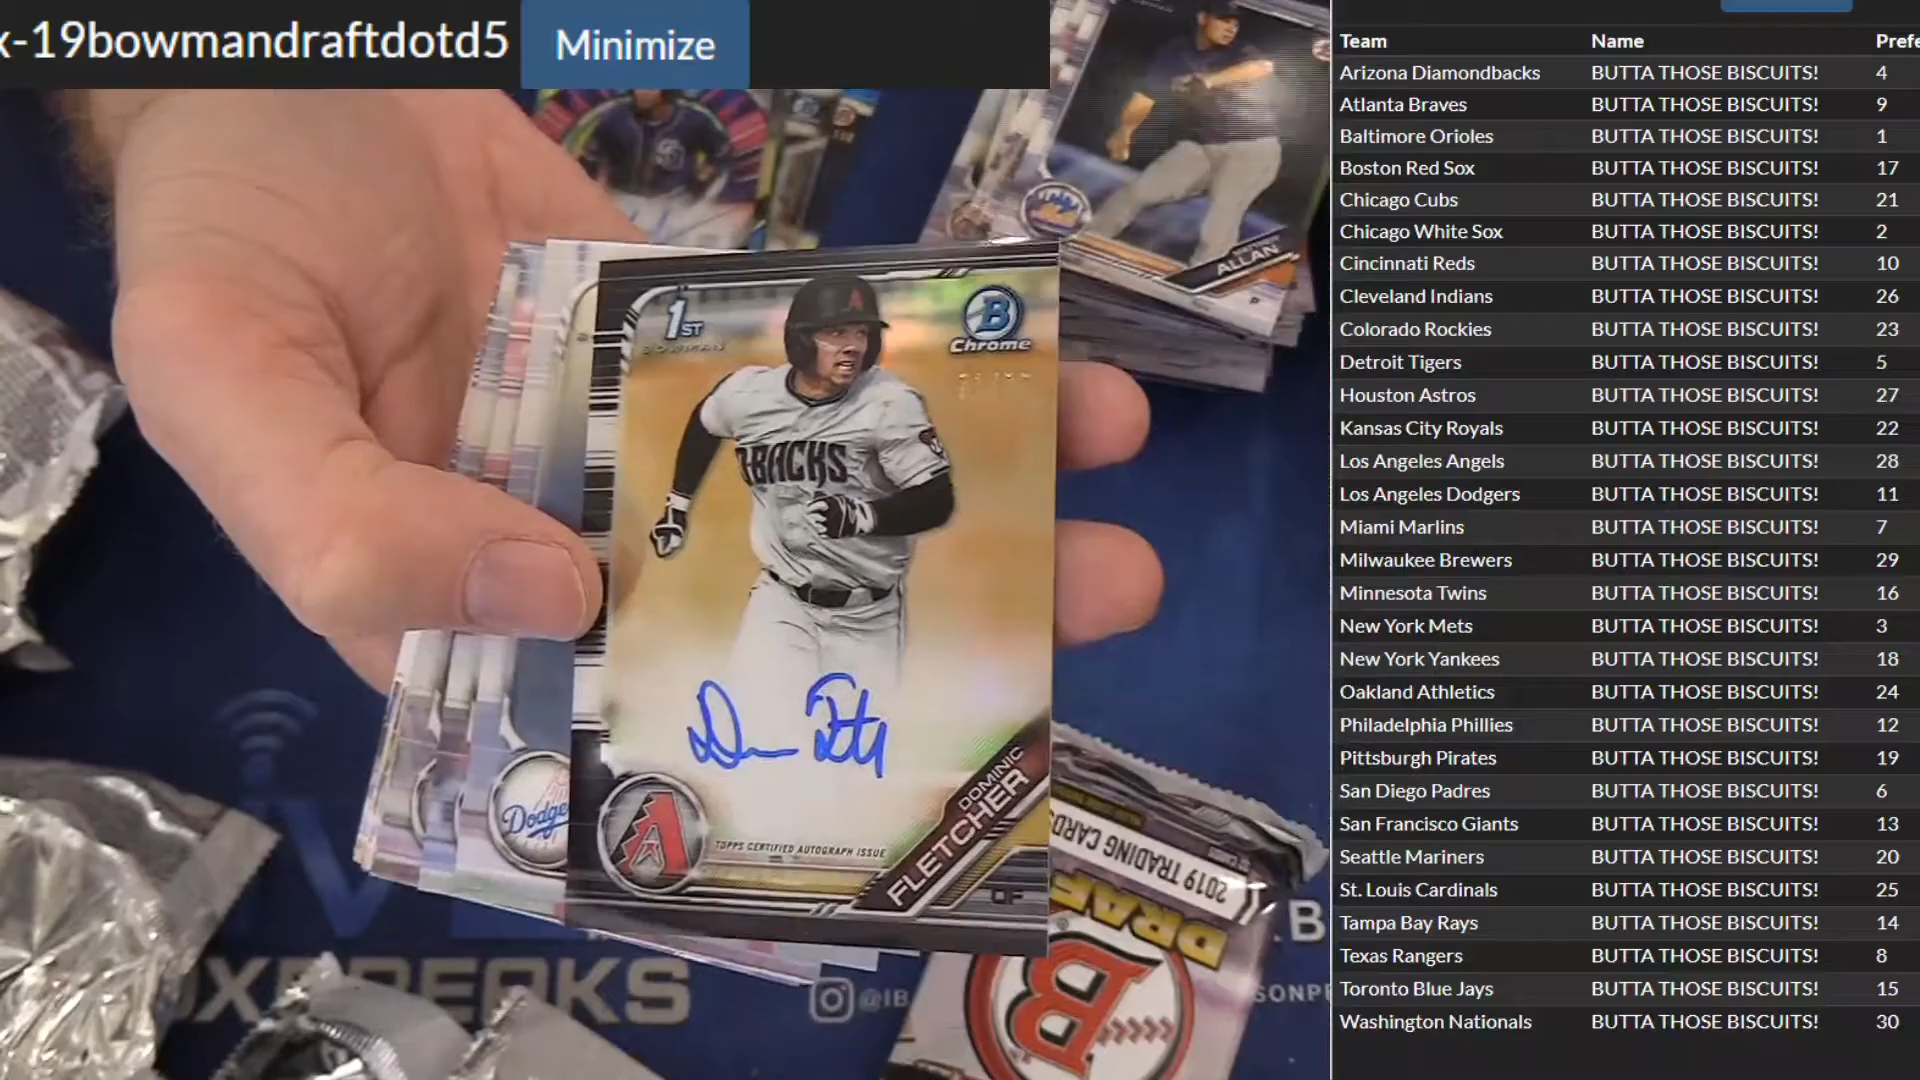 x-19bowmandraftdotd5
Minimize
Team Name Prefe
Arizona Diamondbacks BUTTA THOSE BISCUITS! 4
Atlanta Braves BUTTA THOSE BISCUITS! 9
Baltimore Orioles BUTTA THOSE BISCUITS! 1
Boston Red Sox BUTTA THOSE BISCUITS! 17
Chicago Cubs BUTTA THOSE BISCUITS! 21
Chicago White Sox BUTTA THOSE BISCUITS! 2
Cincinnati Reds BUTTA THOSE BISCUITS! 10
Cleveland Indians BUTTA THOSE BISCUITS! 26
Colorado Rockies BUTTA THOSE BISCUITS! 23
Detroit Tigers BUTTA THOSE BISCUITS! 5
Houston Astros BUTTA THOSE BISCUITS! 27
Kansas City Royals BUTTA THOSE BISCUITS! 22
Los Angeles Angels BUTTA THOSE BISCUITS! 28
Los Angeles Dodgers BUTTA THOSE BISCUITS! 11
Miami Marlins BUTTA THOSE BISCUITS! 7
Milwaukee Brewers BUTTA THOSE BISCUITS! 29
Minnesota Twins BUTTA THOSE BISCUITS! 16
New York Mets BUTTA THOSE BISCUITS! 3
New York Yankees BUTTA THOSE BISCUITS! 18
Oakland Athletics BUTTA THOSE BISCUITS! 24
Philadelphia Phillies BUTTA THOSE BISCUITS! 12
Pittsburgh Pirates BUTTA THOSE BISCUITS! 19
San Diego Padres BUTTA THOSE BISCUITS! 6
San Francisco Giants BUTTA THOSE BISCUITS! 13
Seattle Mariners BUTTA THOSE BISCUITS! 20
St. Louis Cardinals BUTTA THOSE BISCUITS! 25
Tampa Bay Rays BUTTA THOSE BISCUITS! 14
Texas Rangers BUTTA THOSE BISCUITS! 8
Toronto Blue Jays BUTTA THOSE BISCUITS! 15
Washington Nationals BUTTA THOSE BISCUITS! 30
ALLAN
P
1ST
BOWMAN
B
Chrome
A
DBACKS
DOMINIC
FLETCHER
OF
TOPPS CERTIFIED AUTOGRAPH ISSUE
Dodge
2019 TRADING CARDS
DRAF
B
XBREAKS
@IB